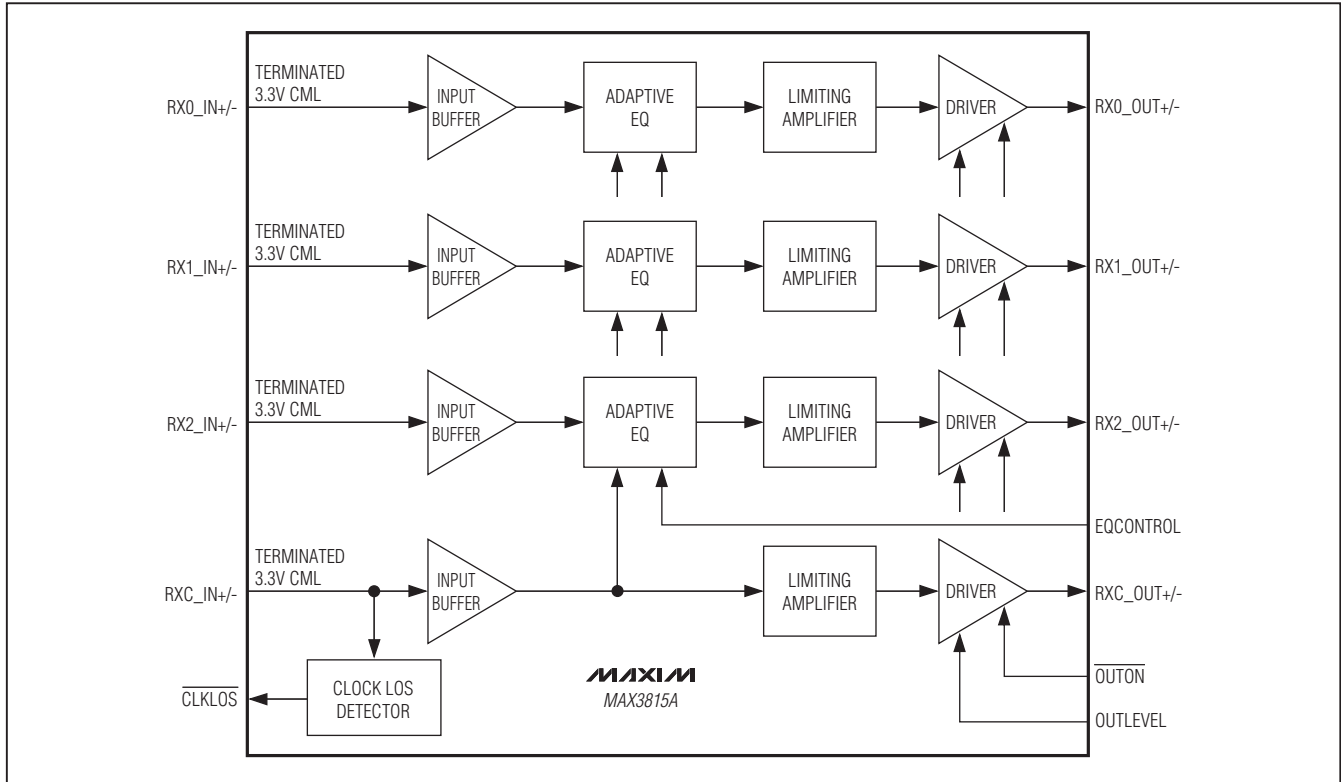 TERMINATED
3.3V CML
RX0_IN+/-
INPUT
BUFFER
ADAPTIVE
EQ
LIMITING
AMPLIFIER
DRIVER
RX0_OUT+/-
TERMINATED
3.3V CML
RX1_IN+/-
INPUT
BUFFER
ADAPTIVE
EQ
LIMITING
AMPLIFIER
DRIVER
RX1_OUT+/-
TERMINATED
3.3V CML
RX2_IN+/-
INPUT
BUFFER
ADAPTIVE
EQ
LIMITING
AMPLIFIER
DRIVER
RX2_OUT+/-
EQCONTROL
TERMINATED
3.3V CML
RXC_IN+/-
INPUT
BUFFER
LIMITING
AMPLIFIER
DRIVER
RXC_OUT+/-
CLKLOS
CLOCK LOS
DETECTOR
MAXIM
MAX3815A
OUTON
OUTLEVEL